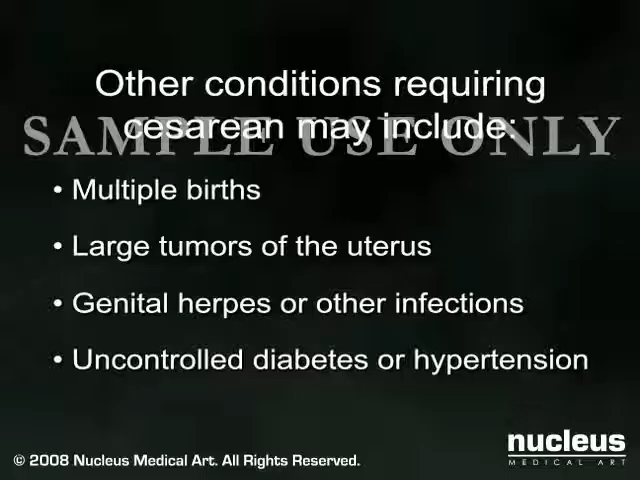 Other conditions requiring
cesarean may include:
SAMPLE USE ONLY
• Multiple births
• Large tumors of the uterus
• Genital herpes or other infections
• Uncontrolled diabetes or hypertension
nucleus
MEDICAL ART
© 2008 Nucleus Medical Art. All Rights Reserved.